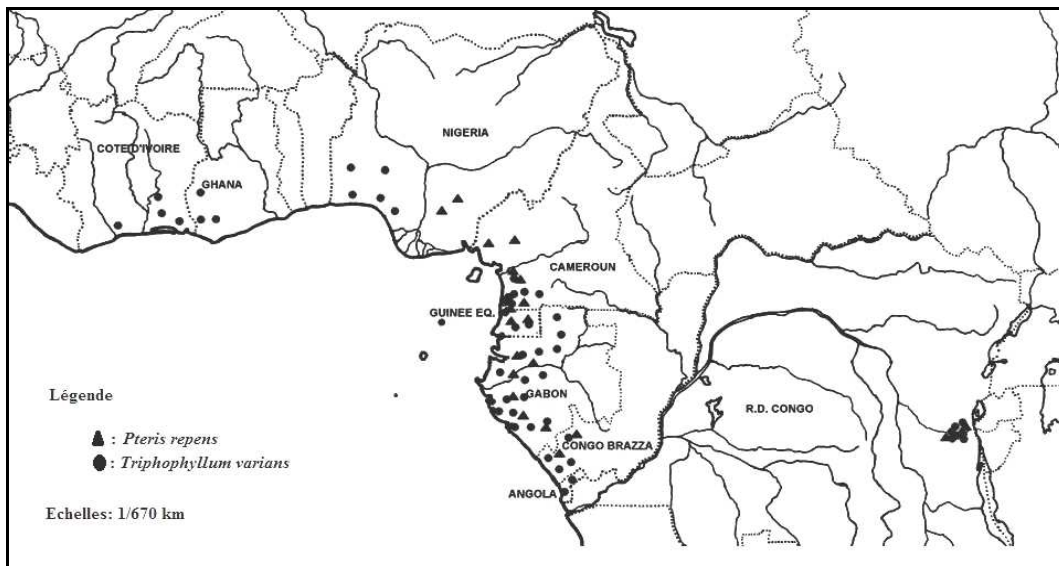 NIGERIA
COTE D'IVOIRE
GHANA
CAMEROUN
GUINEE EQ.
GABON
R.D. CONGO
CONGO BRAZZA
ANGOLA
Légende
: Pteris repens
: Triphophyllum varians
Echelles: 1/670 km